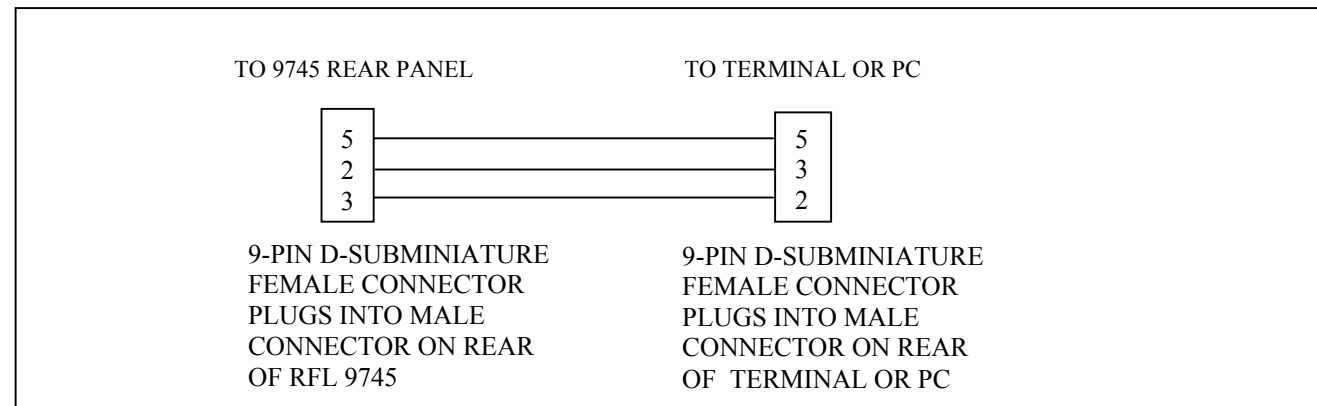 TO 9745 REAR PANEL
TO TERMINAL OR PC
5
2
3
5
3
2
9-PIN D-SUBMINIATURE
FEMALE CONNECTOR
PLUGS INTO MALE
CONNECTOR ON REAR
OF RFL 9745
9-PIN D-SUBMINIATURE
FEMALE CONNECTOR
PLUGS INTO MALE
CONNECTOR ON REAR
OF TERMINAL OR PC